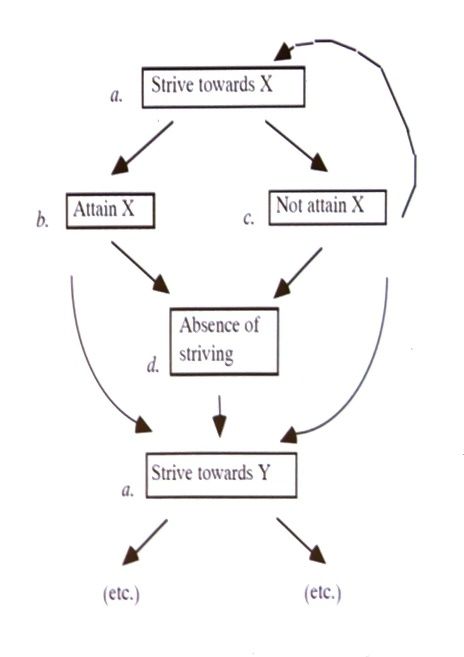 a. Strive towards X
b. Attain X
c. Not attain X
Absence of
striving
d.
Strive towards Y
a.
(etc.) (etc.)